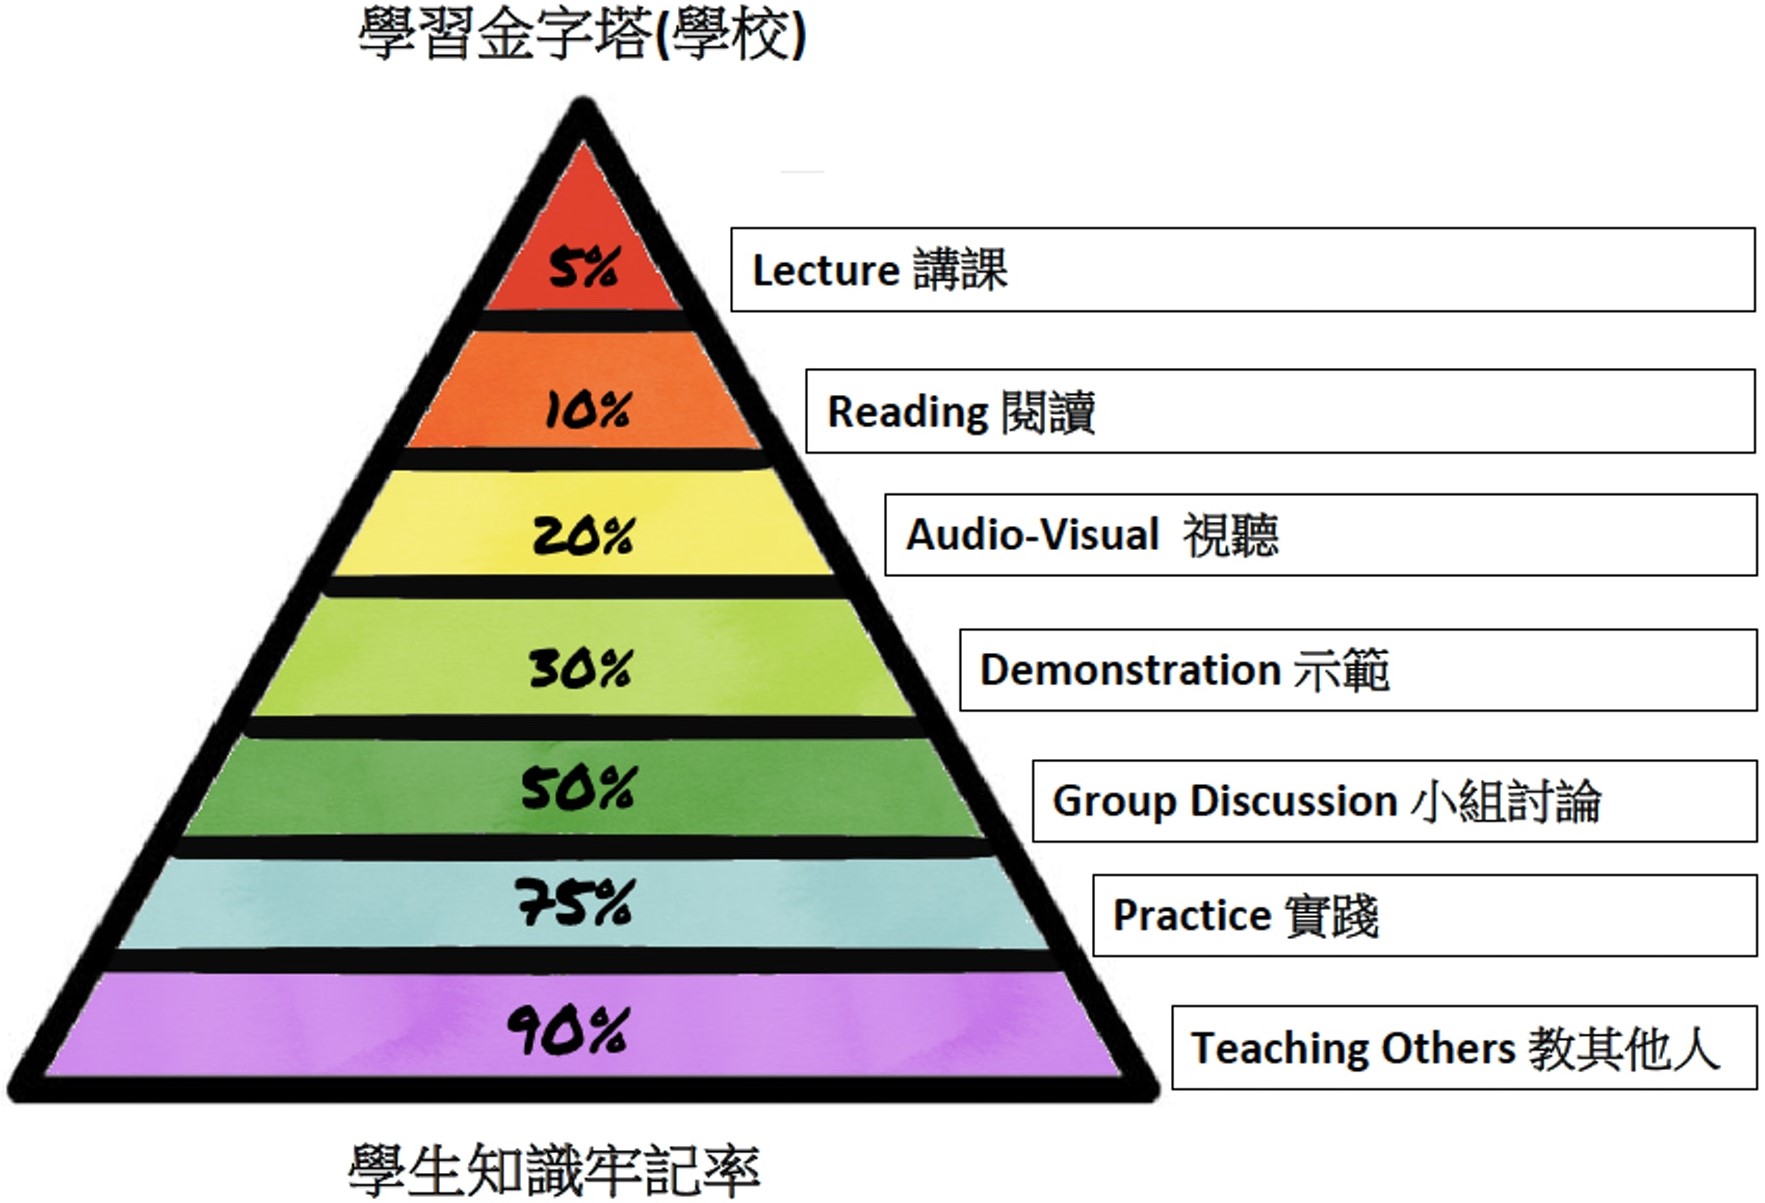 學習金字塔(學校)
5%
Lecture 講課
10%
Reading 閱讀
20%
Audio-Visual 視聽
30%
Demonstration 示範
50%
Group Discussion 小組討論
75%
Practice 實踐
90%
Teaching Others 教其他人
學生知識牢記率